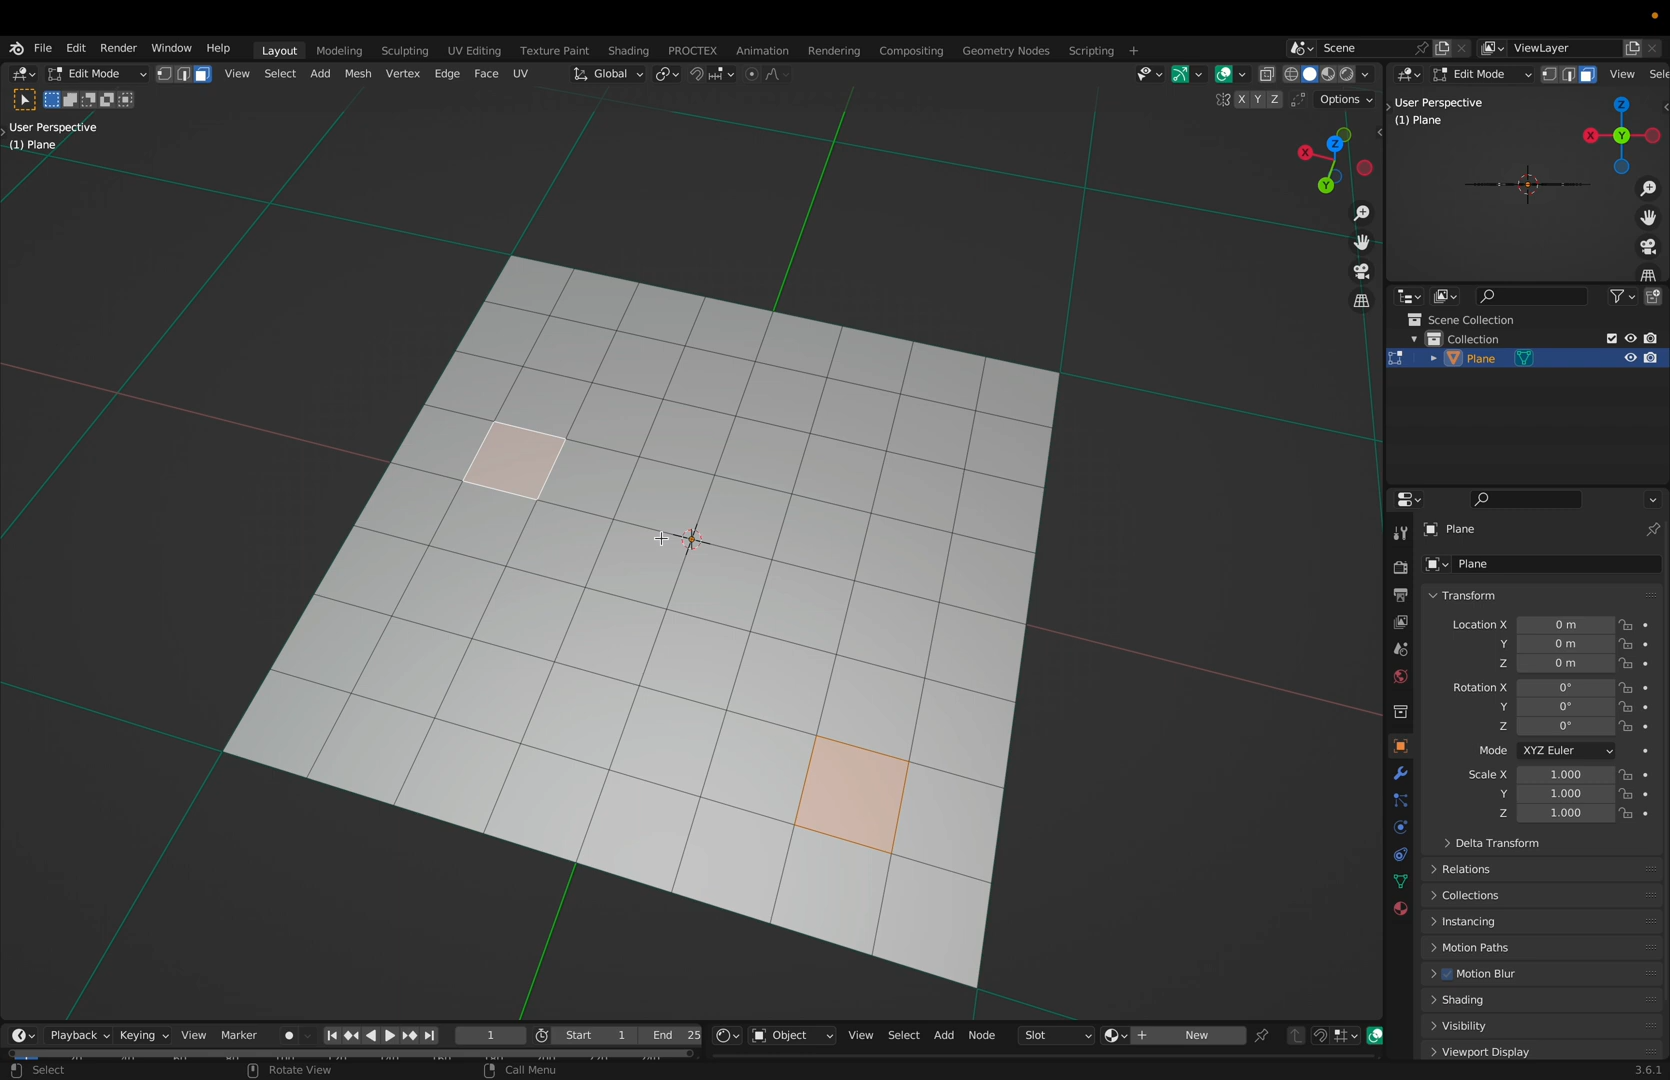 File Edit Render Window Help Layout Modeling Sculpting UV Editing Texture Paint Shading PROCTEX Animation Rendering Compositing Geometry Nodes Scripting + Scene ViewLayer
Edit Mode View Select Add Mesh Vertex Edge Face UV Global Edit Mode View Sele
X Y Z Options
User Perspective
(1) Plane
X
Y
Z
User Perspective
(1) Plane
Z
X
Y
Scene Collection
Collection
Plane
Plane
Plane
Transform
Location X 0 m
Y 0 m
Z 0 m
Rotation X 0°
Y 0°
Z 0°
Mode XYZ Euler
Scale X 1.000
Y 1.000
Z 1.000
Delta Transform
Relations
Collections
Instancing
Motion Paths
Motion Blur
Shading
Visibility
Viewport Display
Playback Keying View Marker 1 Start 1 End 25 Object View Select Add Node Slot New
Select Rotate View Call Menu 3.6.1